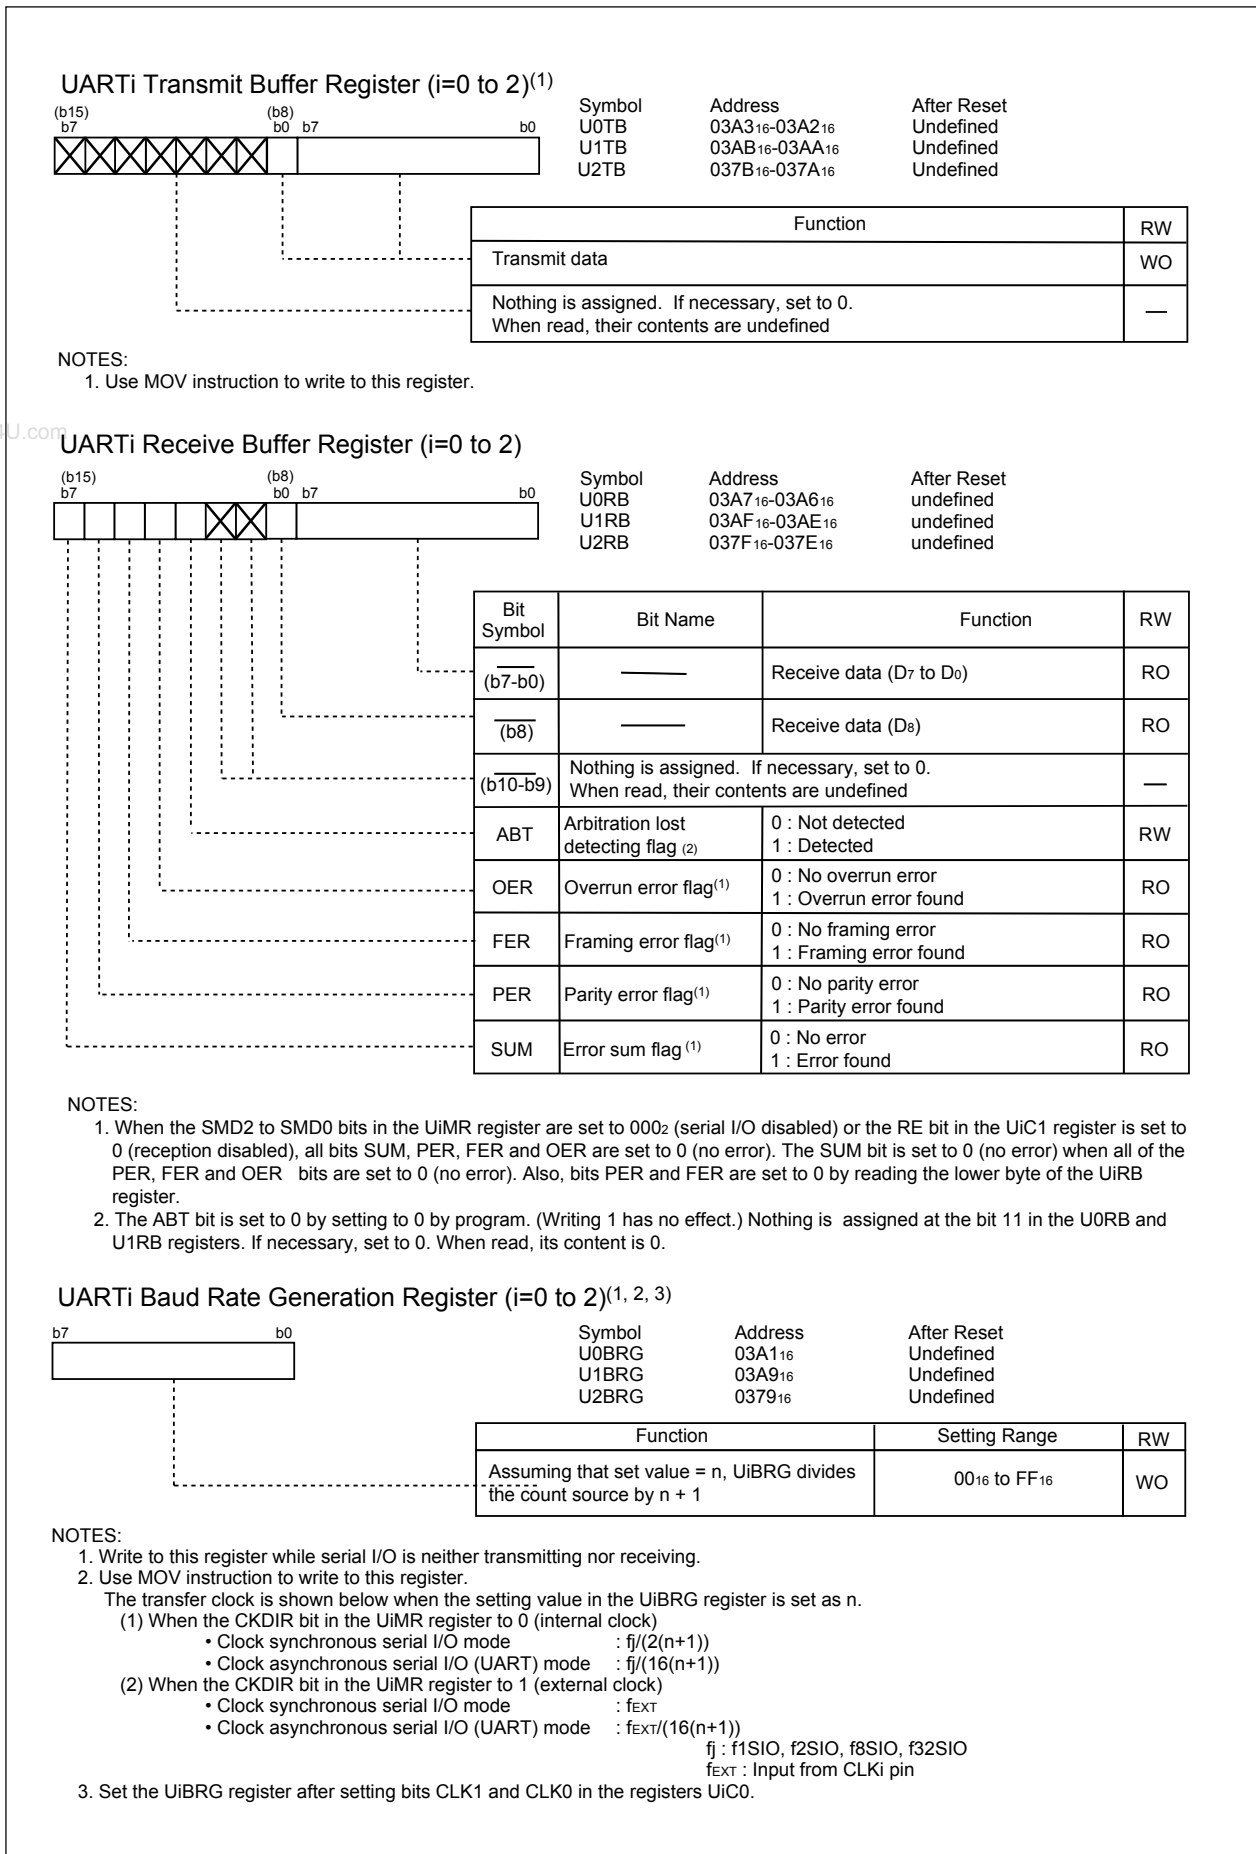 UARTi Transmit Buffer Register (i=0 to 2)(1)
(b15) (b8)
b7 b0 b7 b0
Symbol Address After Reset
U0TB 03A316-03A216 Undefined
U1TB 03AB16-03AA16 Undefined
U2TB 037B16-037A16 Undefined
Function RW
Transmit data WO
Nothing is assigned. If necessary, set to 0.
When read, their contents are undefined —
NOTES:
1. Use MOV instruction to write to this register.
4U.com
UARTi Receive Buffer Register (i=0 to 2)
(b15) (b8)
b7 b0 b7 b0
Symbol Address After Reset
U0RB 03A716-03A616 undefined
U1RB 03AF16-03AE16 undefined
U2RB 037F16-037E16 undefined
Bit Symbol Bit Name Function RW
— (b7-b0) — Receive data (D7 to D0) RO
— (b8) — Receive data (D8) RO
— (b10-b9) Nothing is assigned. If necessary, set to 0.
When read, their contents are undefined —
ABT Arbitration lost detecting flag (2) 0 : Not detected
1 : Detected RW
OER Overrun error flag(1) 0 : No overrun error
1 : Overrun error found RO
FER Framing error flag(1) 0 : No framing error
1 : Framing error found RO
PER Parity error flag(1) 0 : No parity error
1 : Parity error found RO
SUM Error sum flag (1) 0 : No error
1 : Error found RO
NOTES:
1. When the SMD2 to SMD0 bits in the UiMR register are set to 0002 (serial I/O disabled) or the RE bit in the UiC1 register is set to
0 (reception disabled), all bits SUM, PER, FER and OER are set to 0 (no error). The SUM bit is set to 0 (no error) when all of the
PER, FER and OER bits are set to 0 (no error). Also, bits PER and FER are set to 0 by reading the lower byte of the UiRB
register.
2. The ABT bit is set to 0 by setting to 0 by program. (Writing 1 has no effect.) Nothing is assigned at the bit 11 in the U0RB and
U1RB registers. If necessary, set to 0. When read, its content is 0.
UARTi Baud Rate Generation Register (i=0 to 2)(1, 2, 3)
b7 b0
Symbol Address After Reset
U0BRG 03A116 Undefined
U1BRG 03A916 Undefined
U2BRG 037916 Undefined
Function Setting Range RW
Assuming that set value = n, UiBRG divides
the count source by n + 1 0016 to FF16 WO
NOTES:
1. Write to this register while serial I/O is neither transmitting nor receiving.
2. Use MOV instruction to write to this register.
The transfer clock is shown below when the setting value in the UiBRG register is set as n.
(1) When the CKDIR bit in the UiMR register to 0 (internal clock)
• Clock synchronous serial I/O mode : fj/(2(n+1))
• Clock asynchronous serial I/O (UART) mode : fj/(16(n+1))
(2) When the CKDIR bit in the UiMR register to 1 (external clock)
• Clock synchronous serial I/O mode : fEXT
• Clock asynchronous serial I/O (UART) mode : fEXT/(16(n+1))
fj : f1SIO, f2SIO, f8SIO, f32SIO
fEXT : Input from CLKi pin
3. Set the UiBRG register after setting bits CLK1 and CLK0 in the registers UiC0.